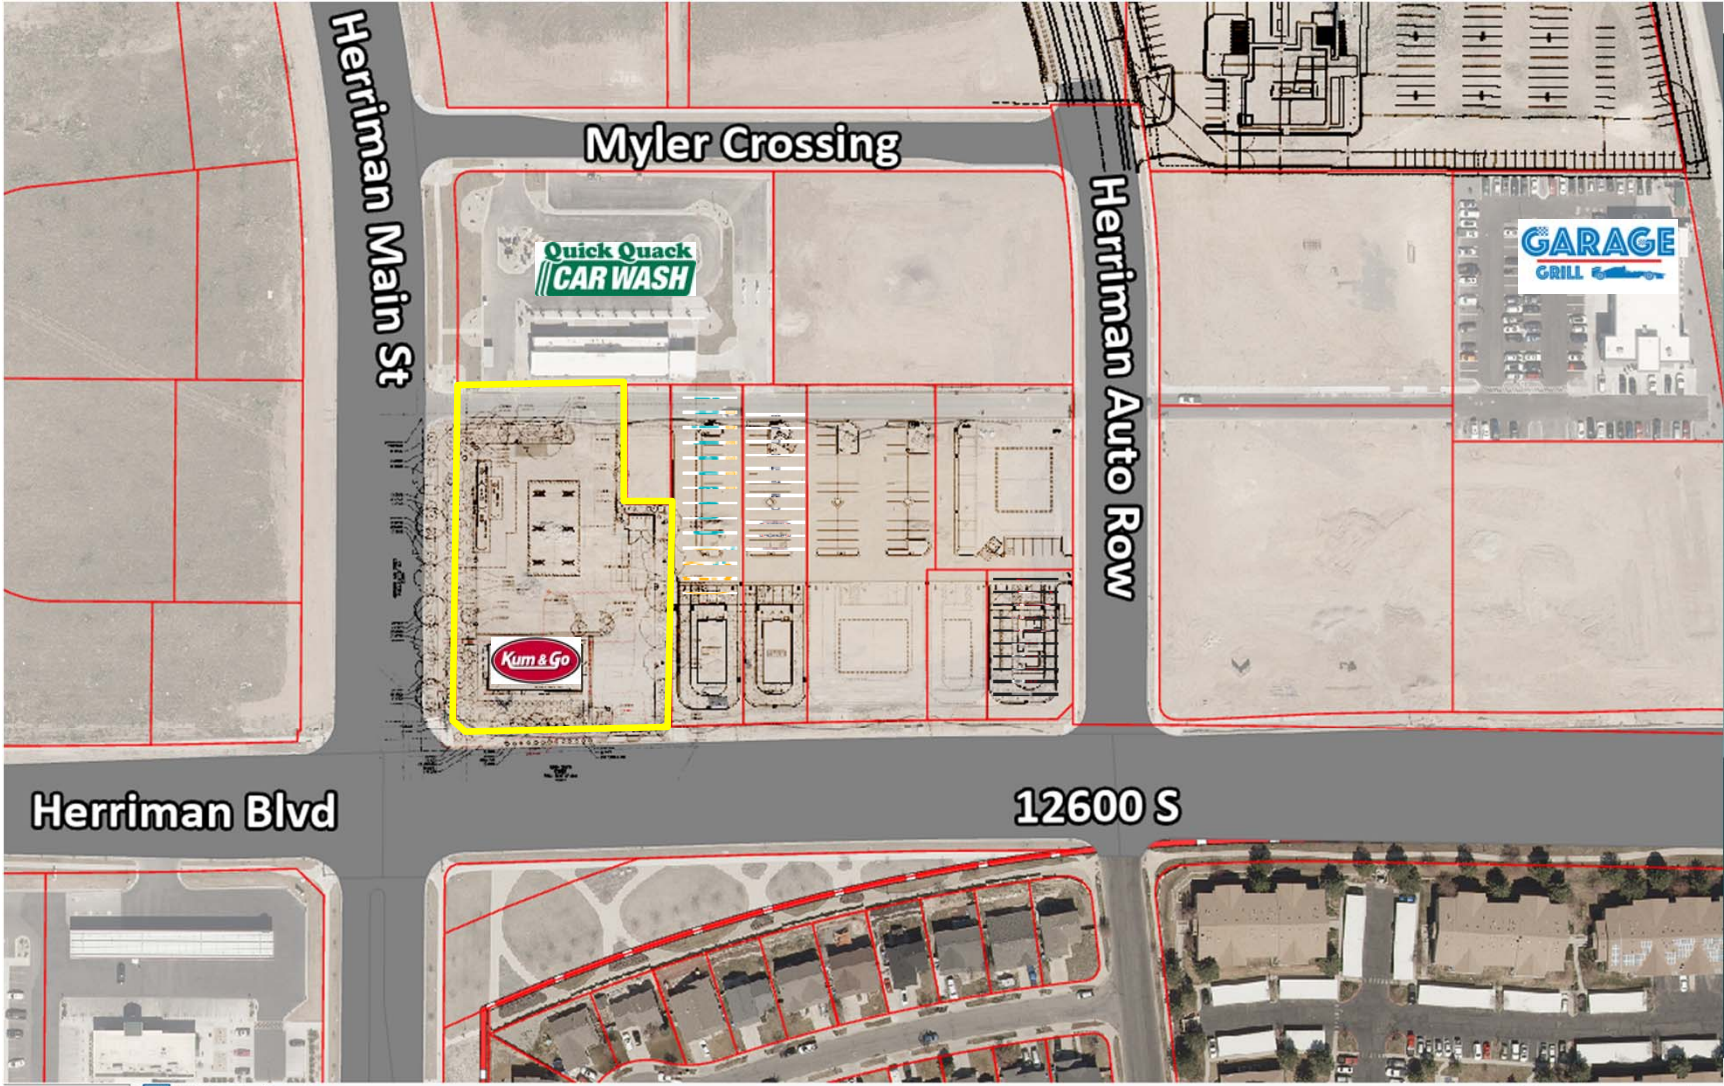 Herriman Main St
Myler Crossing
Herriman Auto Row
Quick Quack
CAR WASH
GARAGE
GRILL
Kum & Go
Herriman Blvd
12600 S